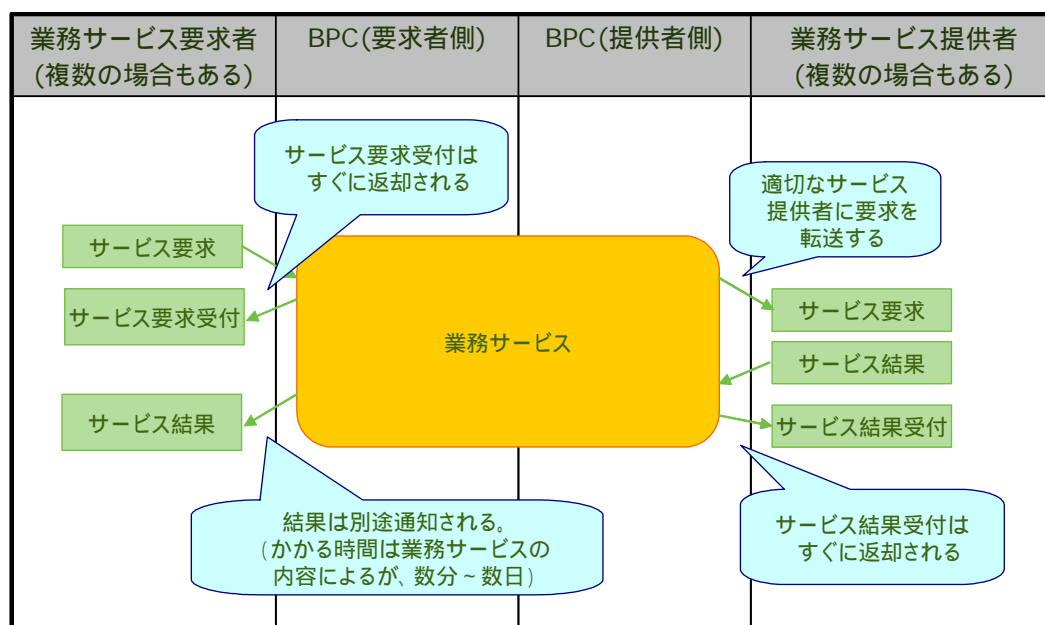 業務サービス要求者
(複数の場合もある)
BPC(要求者側)
BPC(提供者側)
業務サービス提供者
(複数の場合もある)
サービス要求受付は
すぐに返却される
適切なサービス
提供者に要求を
転送する
サービス要求
サービス要求受付
サービス結果
業務サービス
サービス要求
サービス結果
サービス結果受付
結果は別途通知される。
(かかる時間は業務サービスの
内容によるが、数分~数日)
サービス結果受付は
すぐに返却される